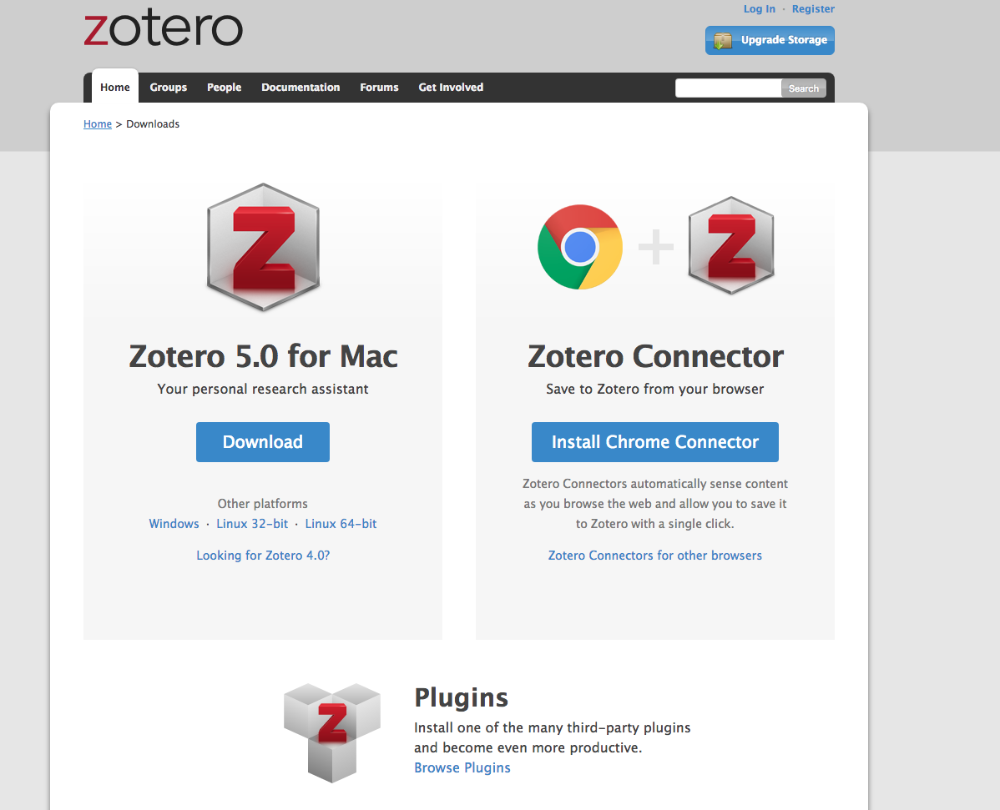 zotero
Log In · Register
Upgrade Storage
Home Groups People Documentation Forums Get Involved Search
Home > Downloads
Z
Z
Zotero 5.0 for Mac
Your personal research assistant
Download
Other platforms
Windows · Linux 32-bit · Linux 64-bit
Looking for Zotero 4.0?
Zotero Connector
Save to Zotero from your browser
Install Chrome Connector
Zotero Connectors automatically sense content
as you browse the web and allow you to save it
to Zotero with a single click.
Zotero Connectors for other browsers
Z
Plugins
Install one of the many third-party plugins
and become even more productive.
Browse Plugins